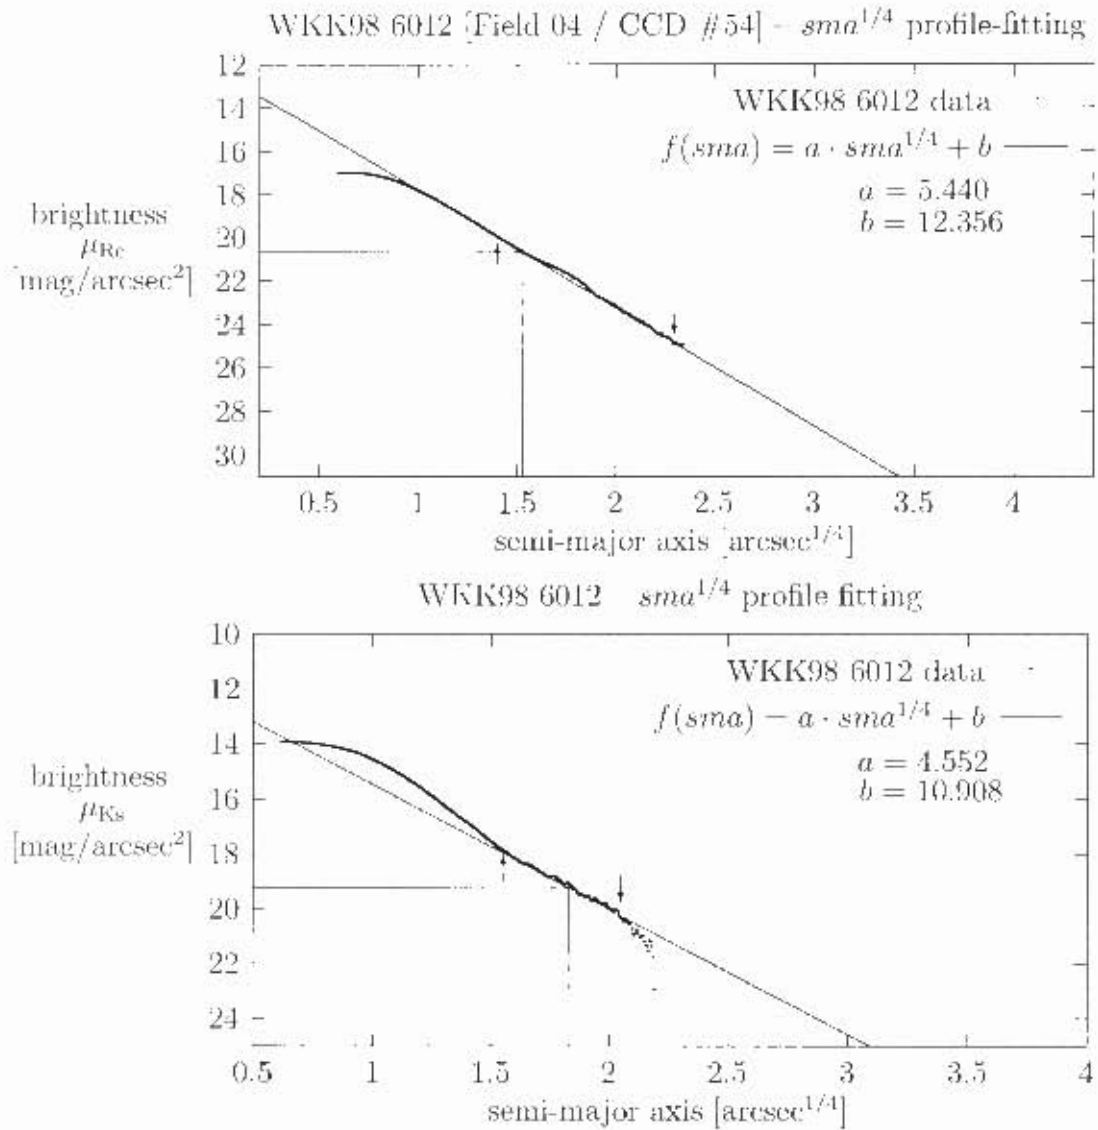 WKK98 6012 [Field 04 / CCD #54] – sma^1/4 profile-fitting
12
14
16
18
20
22
24
26
28
30
brightness
μRc
[mag/arcsec²]
WKK98 6012 data
f(sma) = a · sma^1/4 + b
a = 5.440
b = 12.356
0.5 1 1.5 2 2.5 3 3.5 4
semi-major axis [arcsec^1/4]
WKK98 6012 sma^1/4 profile fitting
10
12
14
16
18
20
22
24
brightness
μKs
[mag/arcsec²]
WKK98 6012 data
f(sma) = a · sma^1/4 + b
a = 4.552
b = 10.908
0.5 1 1.5 2 2.5 3 3.5 4
semi-major axis [arcsec^1/4]